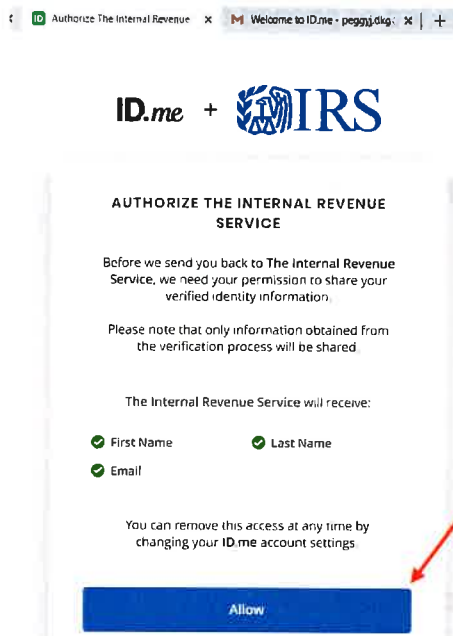 Authorize The Internal Revenue × Welcome to ID.me - peggyj.dkg × +
ID.me + IRS
AUTHORIZE THE INTERNAL REVENUE
SERVICE
Before we send you back to The Internal Revenue
Service, we need your permission to share your
verified identity information.
Please note that only information obtained from
the verification process will be shared.
The Internal Revenue Service will receive:
First Name Last Name
Email
You can remove this access at any time by
changing your ID.me account settings.
Allow